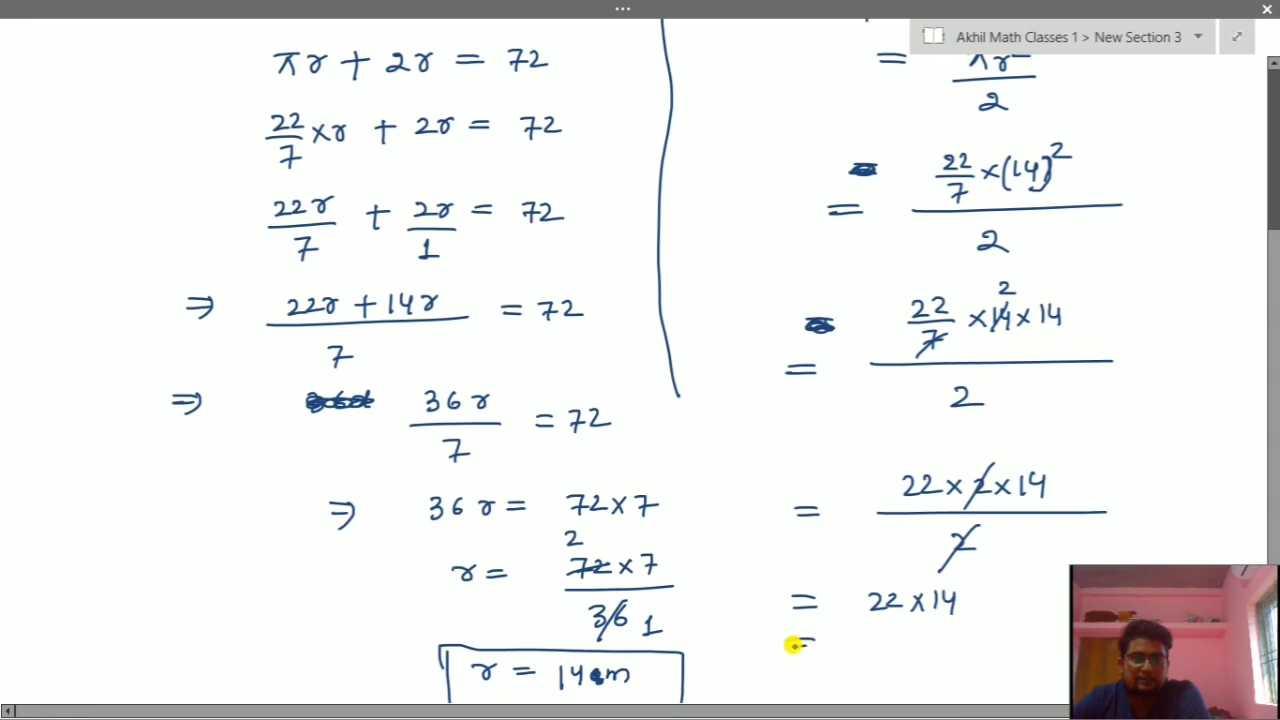 Akhil Math Classes 1 > New Section 3
πr + 2r = 72
22/7 × r + 2r = 72
22r/7 + 2r/1 = 72
⇒ 22r + 14r / 7 = 72
⇒ 36r/7 = 72
⇒ 36r = 72 × 7
2
r = 72 × 7 / 36 1
r = 14 cm
= πr² / 2
= 22/7 × (14)² / 2
2
= 22/7 × 14 × 14 / 2
= 22 × 2 × 14 / 2
= 22 × 14
=